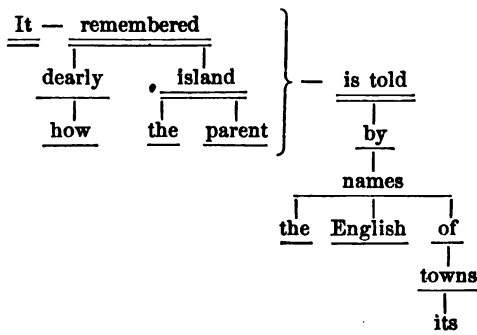 It — remembered
dearly island — is told
how the parent by
names
the English of
towns
its